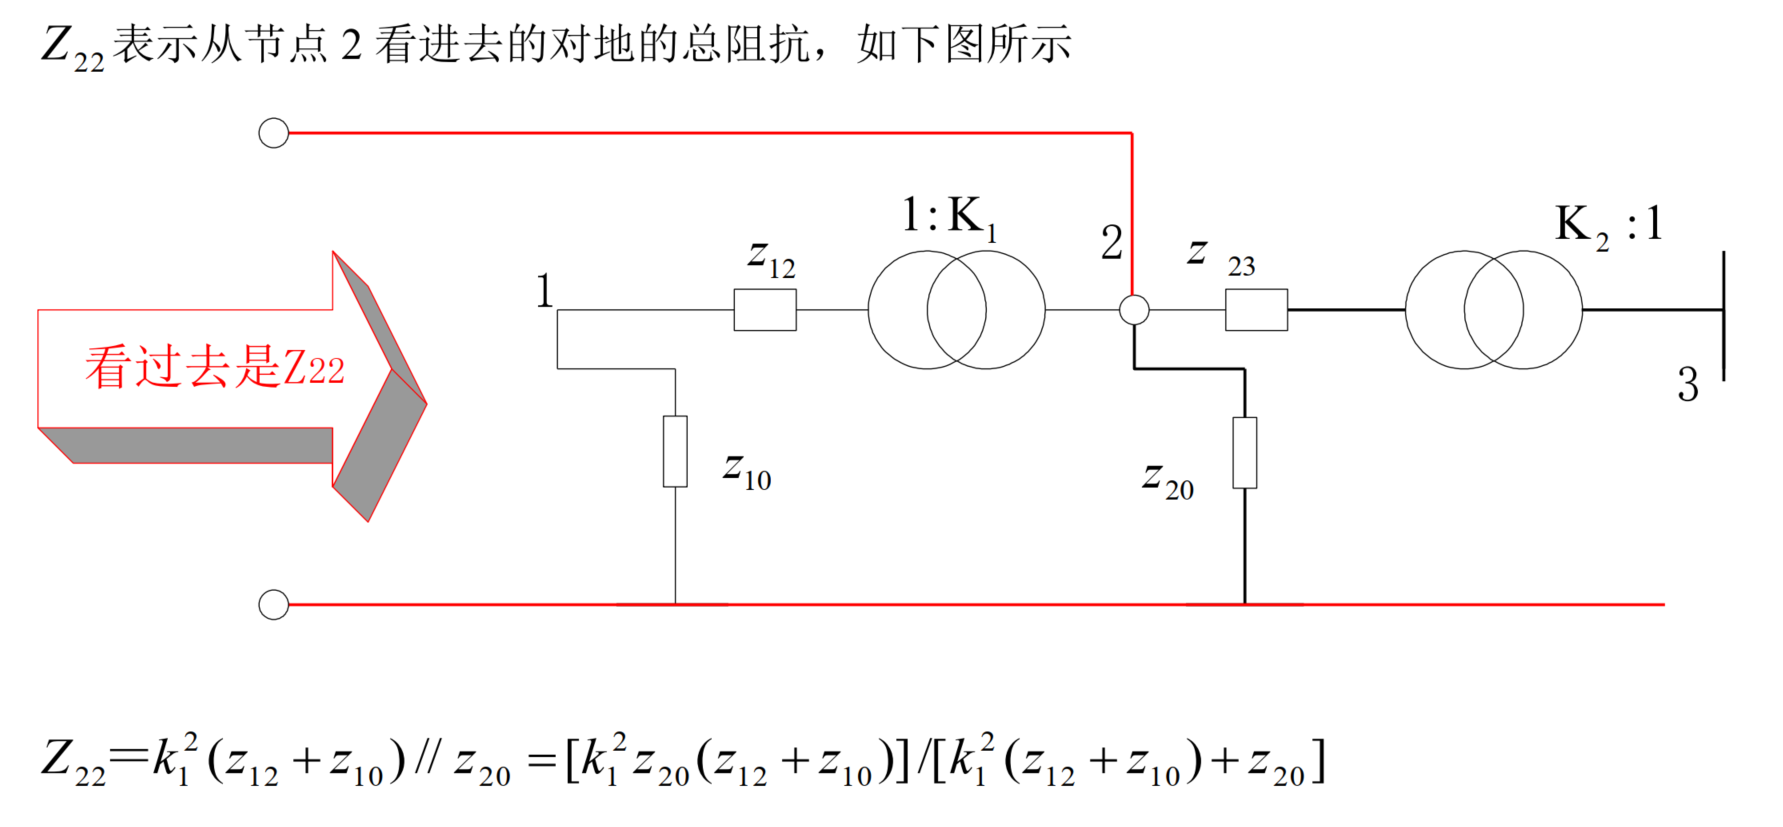 Z₂₂表示从节点 2 看进去的对地的总阻抗，如下图所示
1:K₁
K₂ :1
z₁₂
2
z ₂₃
1
看过去是Z22
3
z₁₀
z₂₀
Z₂₂=k₁²(z₁₂+z₁₀)//z₂₀=[k₁²z₂₀(z₁₂+z₁₀)]/[k₁²(z₁₂+z₁₀)+z₂₀]